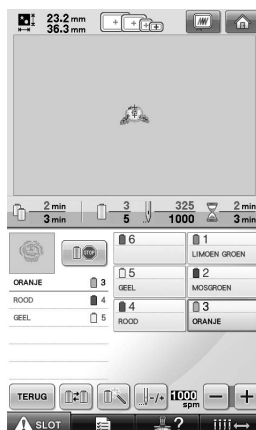 23.2 mm
36.3 mm
2 min
3 min
3
5
325
1000
2 min
3 min
STOP
ORANJE 3
ROOD 4
GEEL 5
6
1
LIMOEN GROEN
5
GEEL
2
MOSGROEN
4
ROOD
3
ORANJE
TERUG
-/+
1000
spm
−
+
SLOT
?